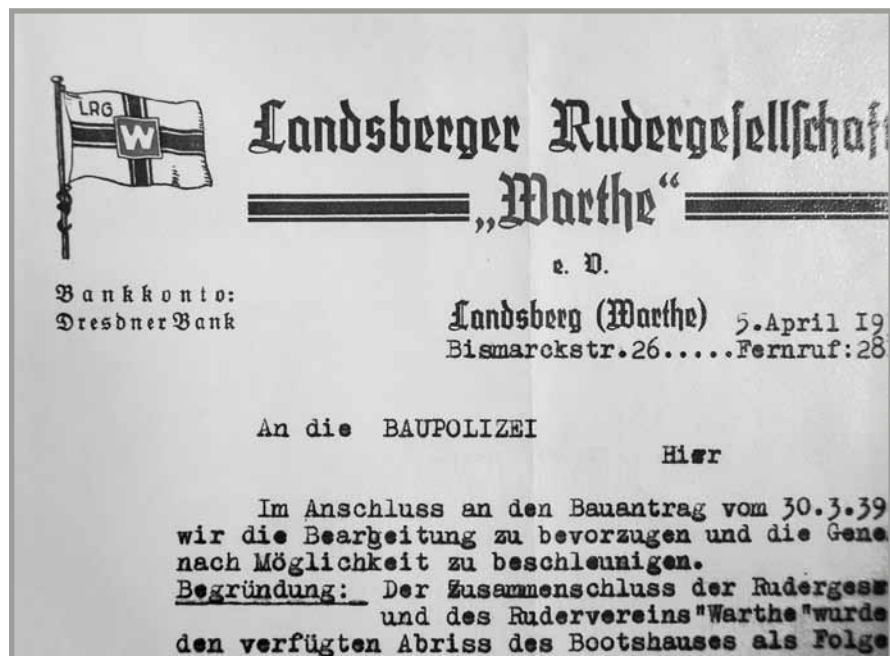 LRG
W
Landsberger Rudergesellschaf
„Warthe“
e. V.
Bankkonto:
Dresdner Bank
Landsberg (Warthe) 5.April I9
Bismarckstr.26.....Fernruf:28
An die BAUPOLIZEI
Hier
Im Anschluss an den Bauantrag vom 30.3.39
wir die Bearbeitung zu bevorzugen und die Gene
nach Möglichkeit zu beschleunigen.
Begründung: Der Zusammenschluss der Ruderges
und des Rudervereins"Warthe"wurde
den verfügten Abriss des Bootshauses als Folge